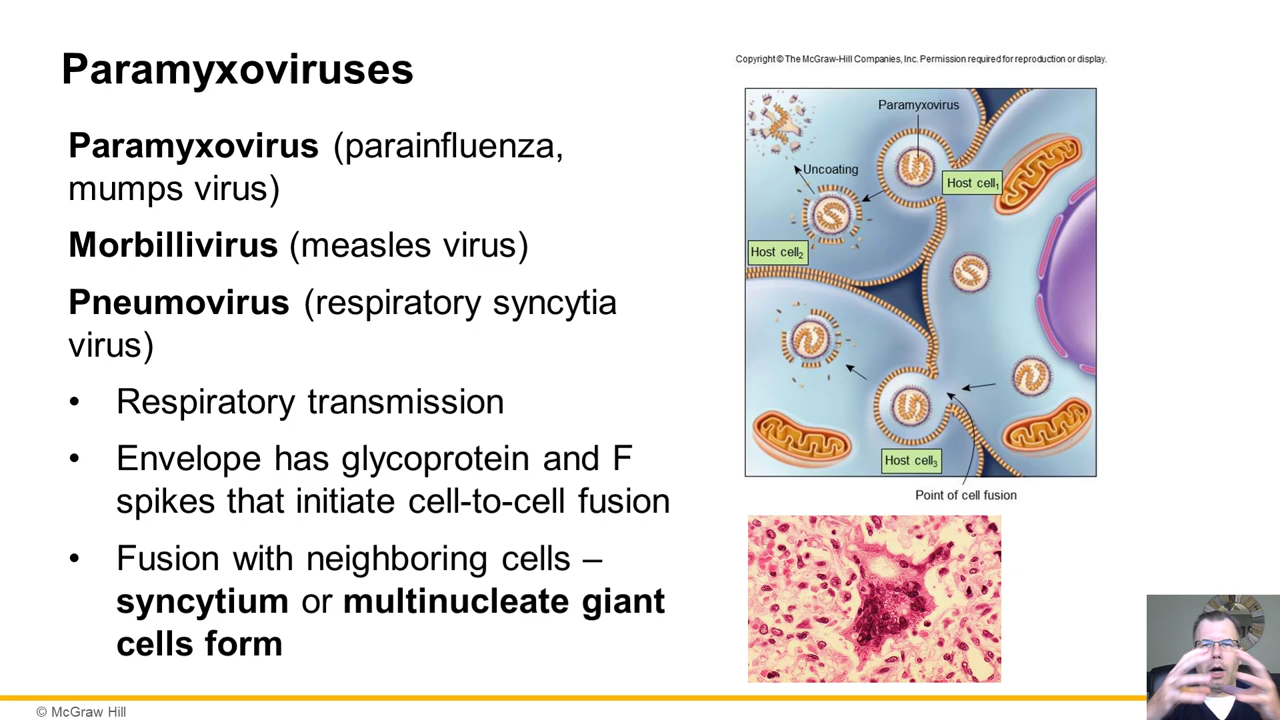 Paramyxoviruses
Copyright © The McGraw-Hill Companies, Inc. Permission required for reproduction or display.
Paramyxovirus (parainfluenza,
mumps virus)
Morbillivirus (measles virus)
Pneumovirus (respiratory syncytia
virus)
• Respiratory transmission
• Envelope has glycoprotein and F
spikes that initiate cell-to-cell fusion
• Fusion with neighboring cells –
syncytium or multinucleate giant
cells form
Paramyxovirus
Uncoating
Host cell1
Host cell2
Host cell3
Point of cell fusion
© McGraw Hill